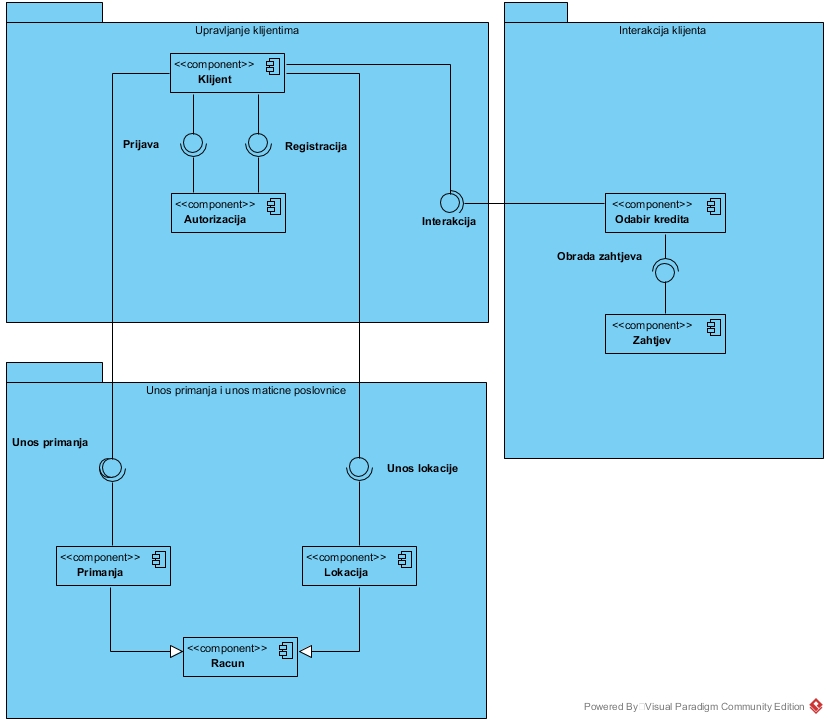 Upravljanje klijentima
Interakcija klijenta
<<component>>
Klijent
Prijava
Registracija
<<component>>
Autorizacija
Interakcija
<<component>>
Odabir kredita
Obrada zahtjeva
<<component>>
Zahtjev
Unos primanja i unos maticne poslovnice
Unos primanja
Unos lokacije
<<component>>
Primanja
<<component>>
Lokacija
<<component>>
Racun
Powered By Visual Paradigm Community Edition